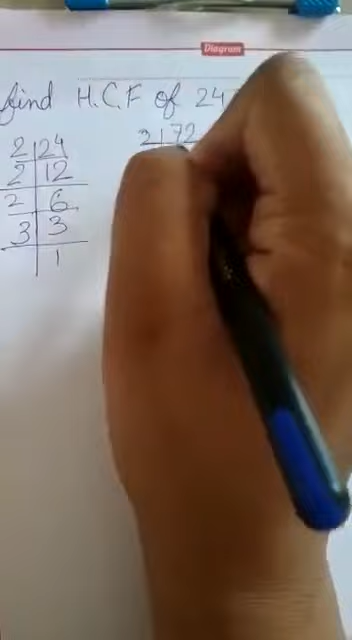 Diagram
find H.C.F of 24
2 | 24
2 | 12
2 | 6
3 | 3
1
2 | 72